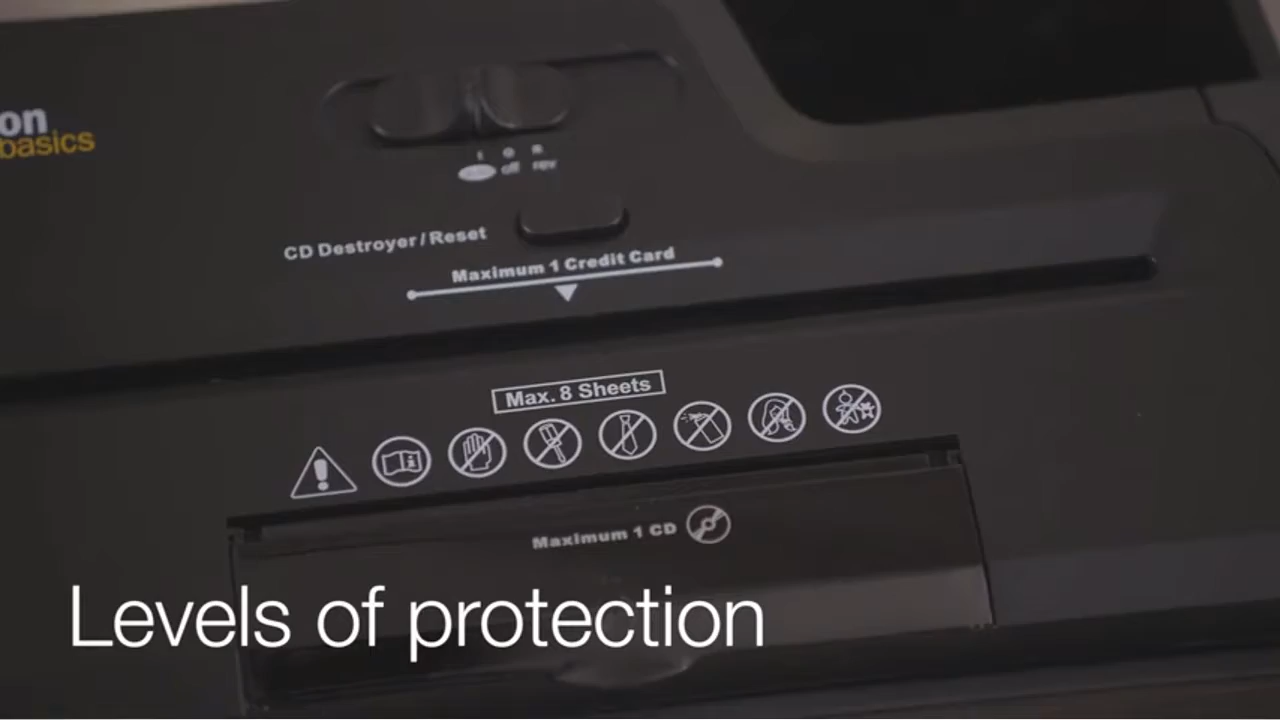 on
basics
I O R
off rev
CD Destroyer/Reset
Maximum 1 Credit Card
Max. 8 Sheets
Maximum 1 CD
Levels of protection